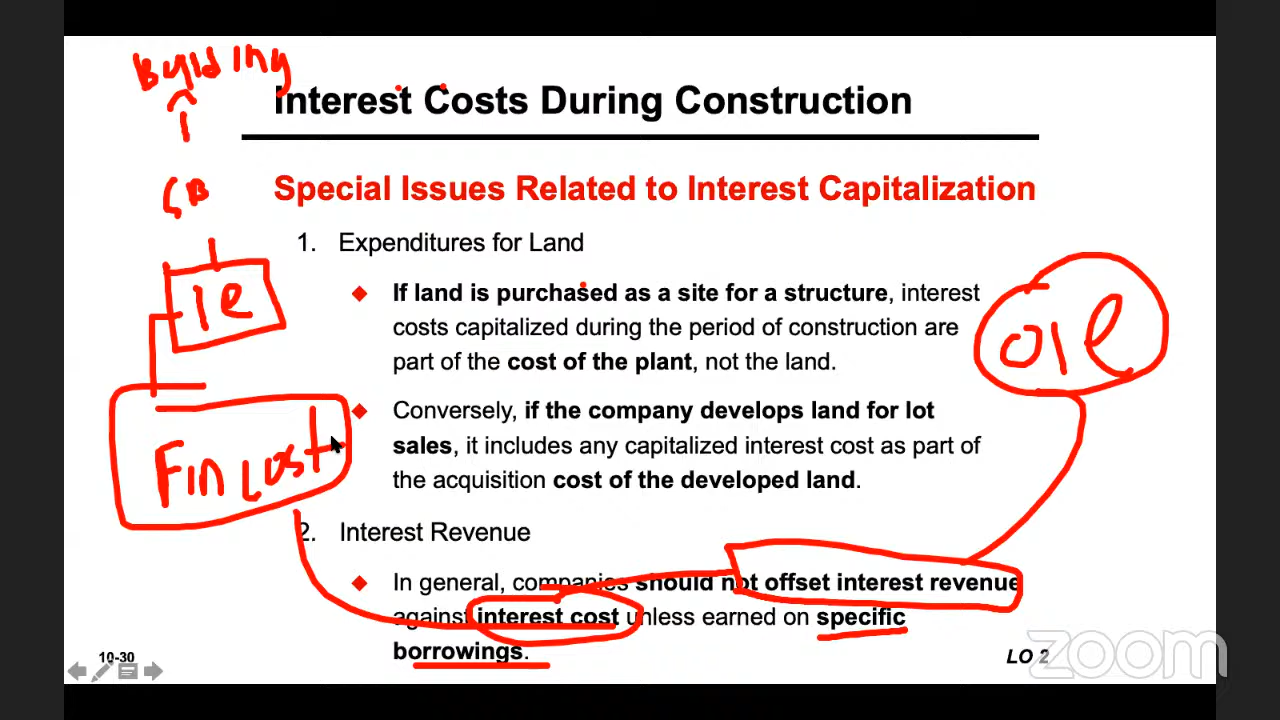 Building
Interest Costs During Construction
Special Issues Related to Interest Capitalization
1. Expenditures for Land
If land is purchased as a site for a structure, interest
costs capitalized during the period of construction are
part of the cost of the plant, not the land.
IE
OIE
Conversely, if the company develops land for lot
sales, it includes any capitalized interest cost as part of
the acquisition cost of the developed land.
Fin Cost
2. Interest Revenue
In general, companies should not offset interest revenue
against interest cost unless earned on specific
borrowings.
10-30
LO 2
zoom